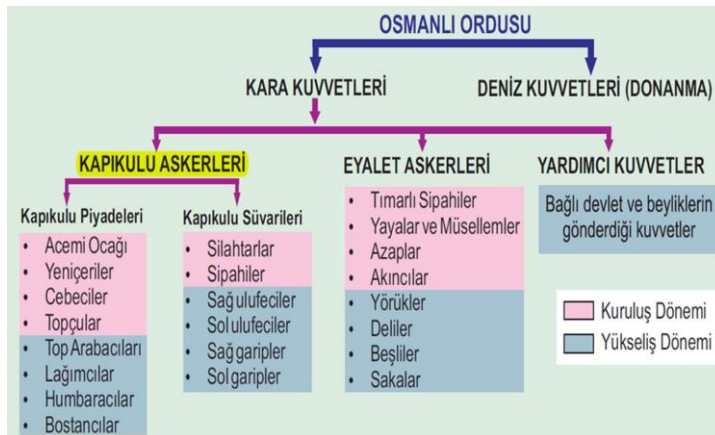 OSMANLI ORDUSU
KARA KUVVETLERİ
DENİZ KUVVETLERİ (DONANMA)
KAPIKULU ASKERLERİ
Kapıkulu Piyadeleri
• Acemi Ocağı
• Yeniçeriler
• Cebeciler
• Topçular
• Top Arabacıları
• Lağımcılar
• Humbaracılar
• Bostancılar
Kapıkulu Süvarileri
• Silahtarlar
• Sipahiler
• Sağ ulufeciler
• Sol ulufeciler
• Sağ garipler
• Sol garipler
EYALET ASKERLERİ
• Tımarlı Sipahiler
• Yayalar ve Müsellemler
• Azaplar
• Akıncılar
• Yörükler
• Deliler
• Beşliler
• Sakalar
YARDIMCI KUVVETLER
Bağlı devlet ve beyliklerin
gönderdiği kuvvetler
Kuruluş Dönemi
Yükseliş Dönemi